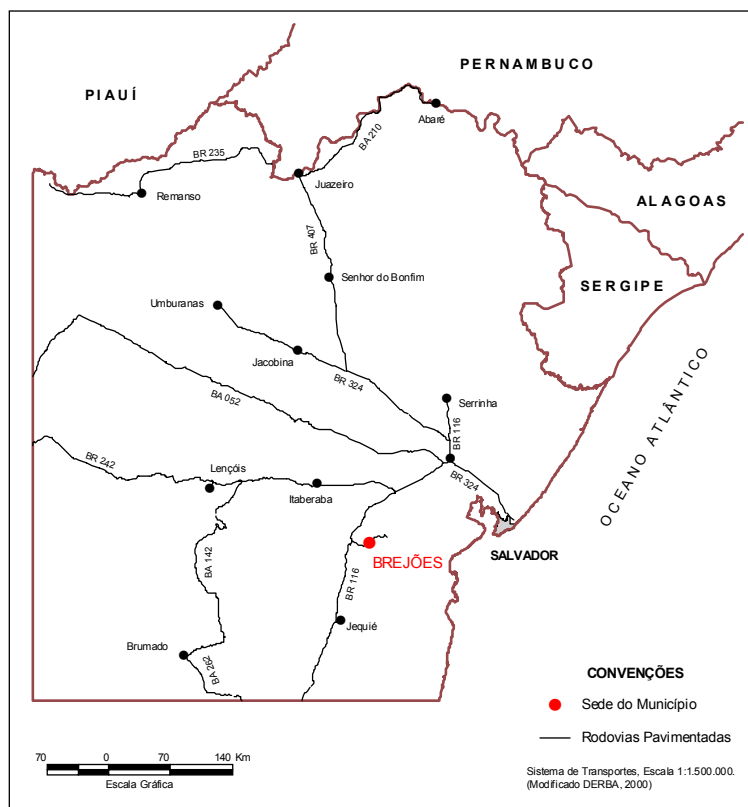 PERNAMBUCO
PIAUÍ
Abaré
BA 210
BR 235
Juazeiro
Remanso
ALAGOAS
BR 407
Senhor do Bonfim
SERGIPE
Umburanas
Jacobina
BR 324
BA 052
Serrinha
OCEANO ATLÂNTICO
BR 116
BR 242
Lençóis
Itaberaba
BR 324
SALVADOR
BREJÕES
BA 142
BR 116
Jequié
Brumado
BA 262
CONVENÇÕES
Sede do Município
Rodovias Pavimentadas
70 0 70 140 Km
Escala Gráfica
Sistema de Transportes, Escala 1:1.500.000.
(Modificado DERBA, 2000)